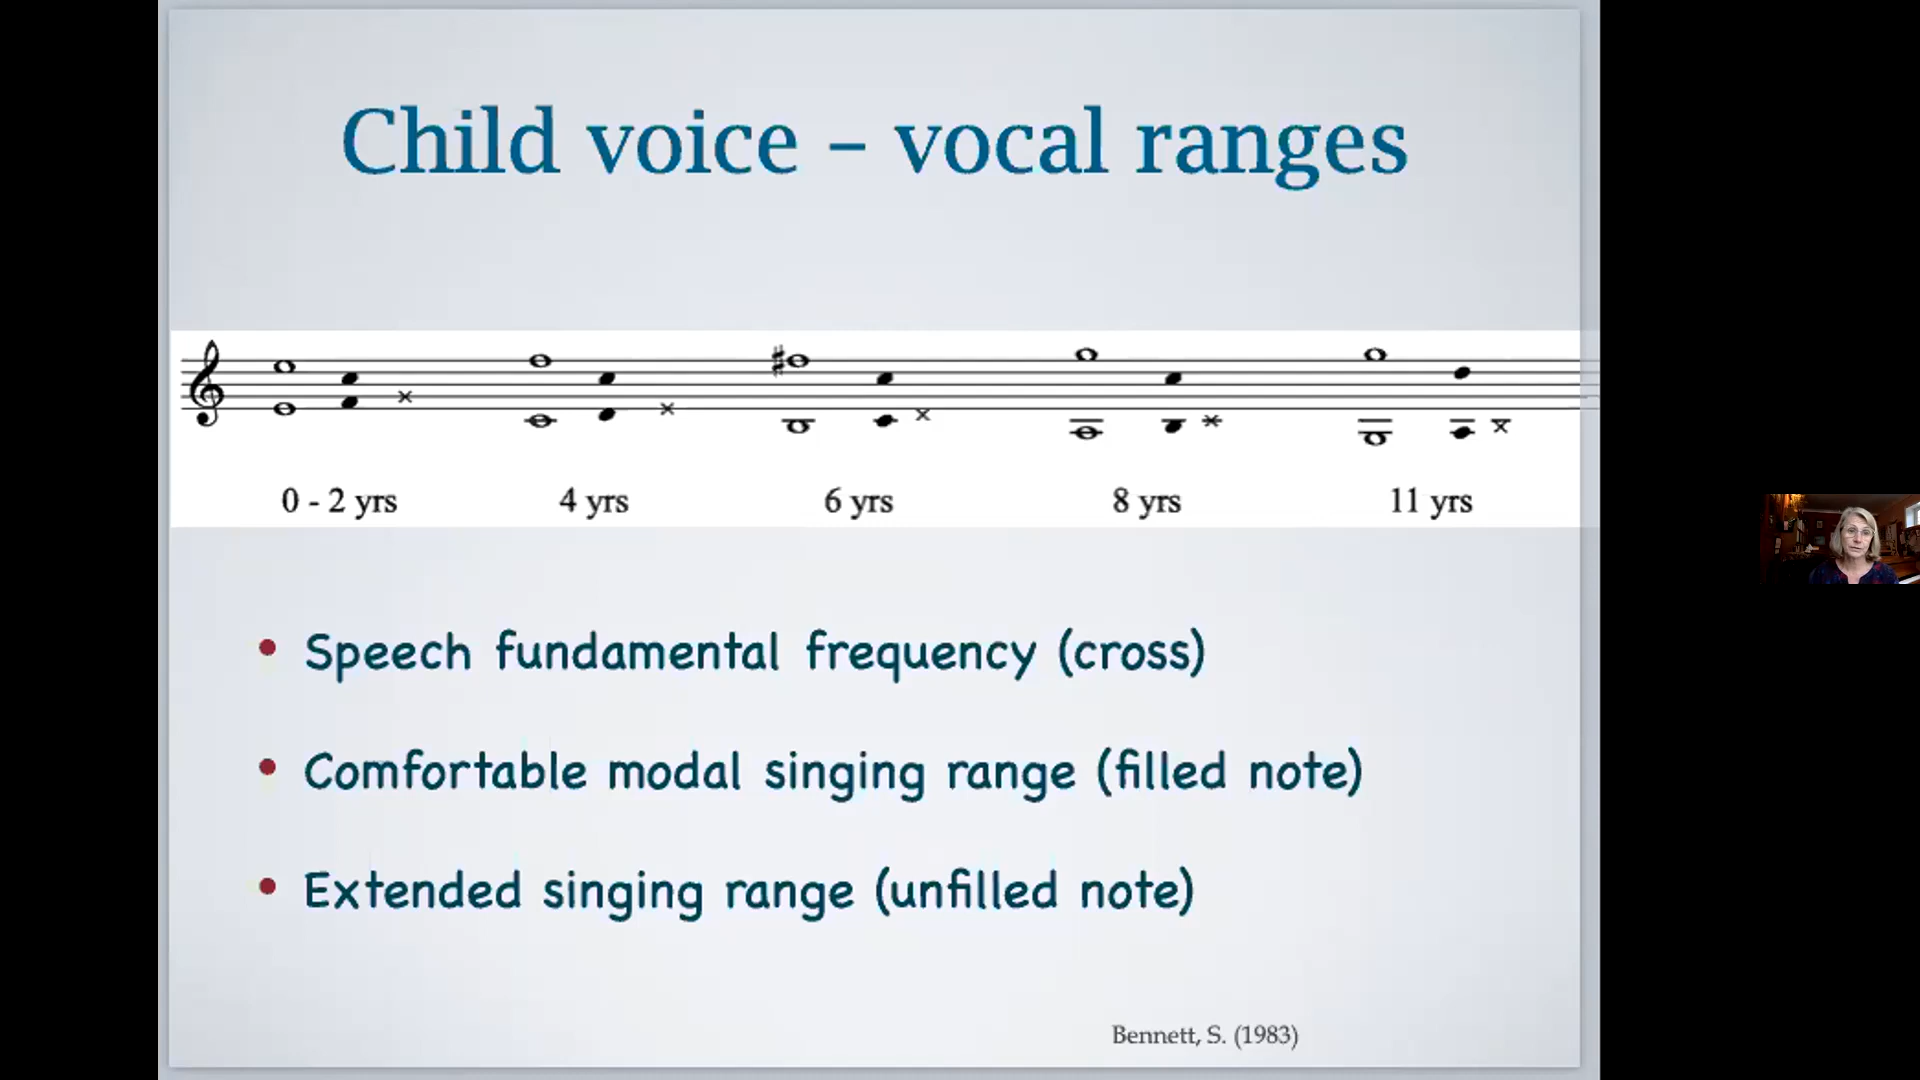 Child voice – vocal ranges
0 - 2 yrs 4 yrs 6 yrs 8 yrs 11 yrs
• Speech fundamental frequency (cross)
• Comfortable modal singing range (filled note)
• Extended singing range (unfilled note)
Bennett, S. (1983)